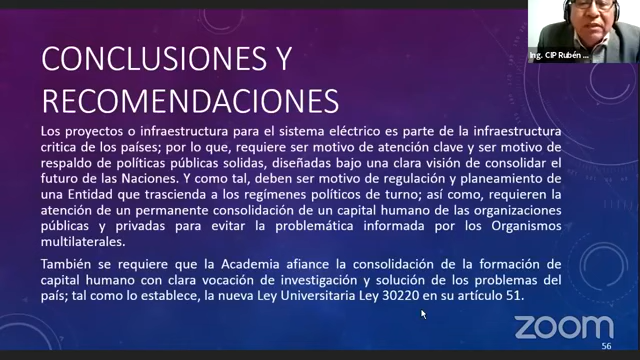 Ing. CIP Rubén ...
CONCLUSIONES Y
RECOMENDACIONES
Los proyectos o infraestructura para el sistema eléctrico es parte de la infraestructura
critica de los países; por lo que, requiere ser motivo de atención clave y ser motivo de
respaldo de políticas públicas solidas, diseñadas bajo una clara visión de consolidar el
futuro de las Naciones. Y como tal, deben ser motivo de regulación y planeamiento de
una Entidad que trascienda a los regímenes políticos de turno; así como, requieren la
atención de un permanente consolidación de un capital humano de las organizaciones
públicas y privadas para evitar la problemática informada por los Organismos
multilaterales.
También se requiere que la Academia afiance la consolidación de la formación de
capital humano con clara vocación de investigación y solución de los problemas del
país; tal como lo establece, la nueva Ley Universitaria Ley 30220 en su artículo 51.
zoom
56